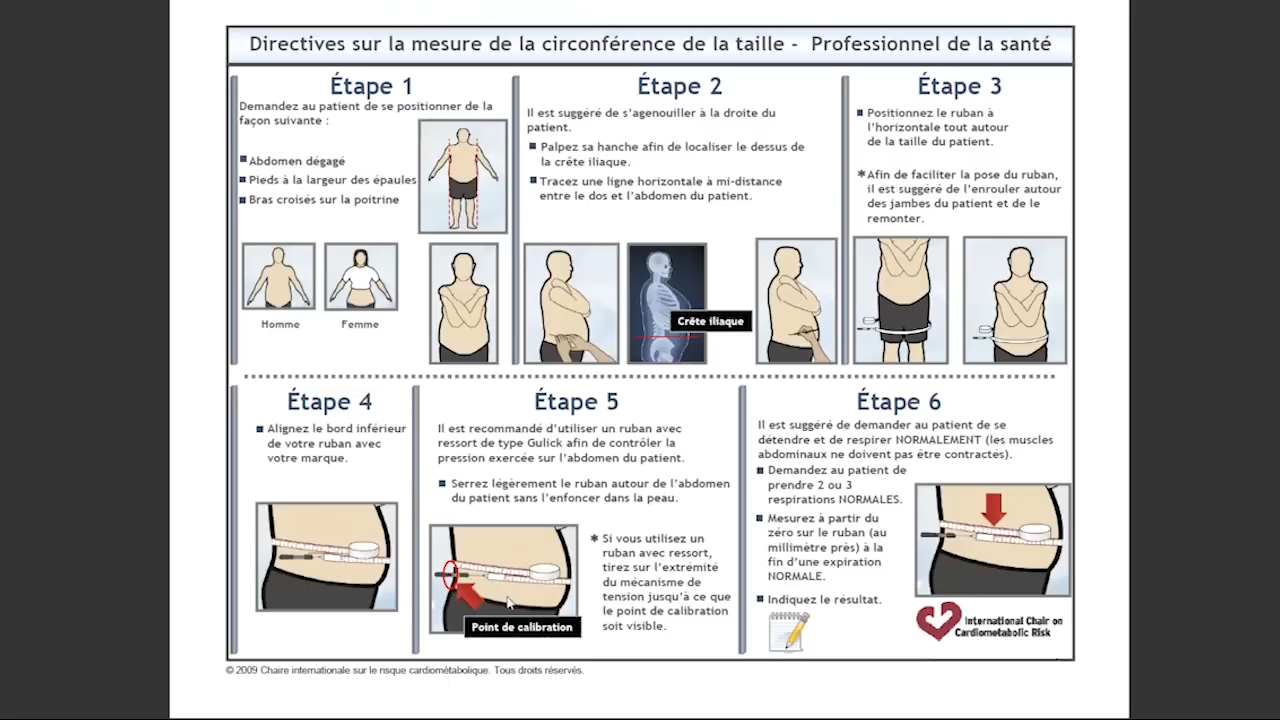 Directives sur la mesure de la circonférence de la taille - Professionnel de la santé
Étape 1
Demandez au patient de se positionner de la
façon suivante :
Abdomen dégagé
Pieds à la largeur des épaules
Bras croisés sur la poitrine
Homme
Femme
Étape 2
Il est suggéré de s'agenouiller à la droite du
patient.
Palpez sa hanche afin de localiser le dessus de
la crête iliaque.
Tracez une ligne horizontale à mi-distance
entre le dos et l'abdomen du patient.
Crête iliaque
Étape 3
Positionnez le ruban à
l'horizontale tout autour
de la taille du patient.
*Afin de faciliter la pose du ruban,
il est suggéré de l'enrouler autour
des jambes du patient et de le
remonter.
Étape 4
Alignez le bord inférieur
de votre ruban avec
votre marque.
Étape 5
Il est recommandé d'utiliser un ruban avec
ressort de type Gulick afin de contrôler la
pression exercée sur l'abdomen du patient.
Serrez légèrement le ruban autour de l'abdomen
du patient sans l'enfoncer dans la peau.
* Si vous utilisez un
ruban avec ressort,
tirez sur l'extrémité
du mécanisme de
tension jusqu'à ce que
le point de calibration
soit visible.
Point de calibration
Étape 6
Il est suggéré de demander au patient de se
détendre et de respirer NORMALEMENT (les muscles
abdominaux ne doivent pas être contractés).
Demandez au patient de
prendre 2 ou 3
respirations NORMALES.
Mesurez à partir du
zéro sur le ruban (au
millimètre près) à la
fin d'une expiration
NORMALE.
Indiquez le résultat.
International Chair on
Cardiometabolic Risk
© 2009 Chaire internationale sur le risque cardiométabolique. Tous droits réservés.